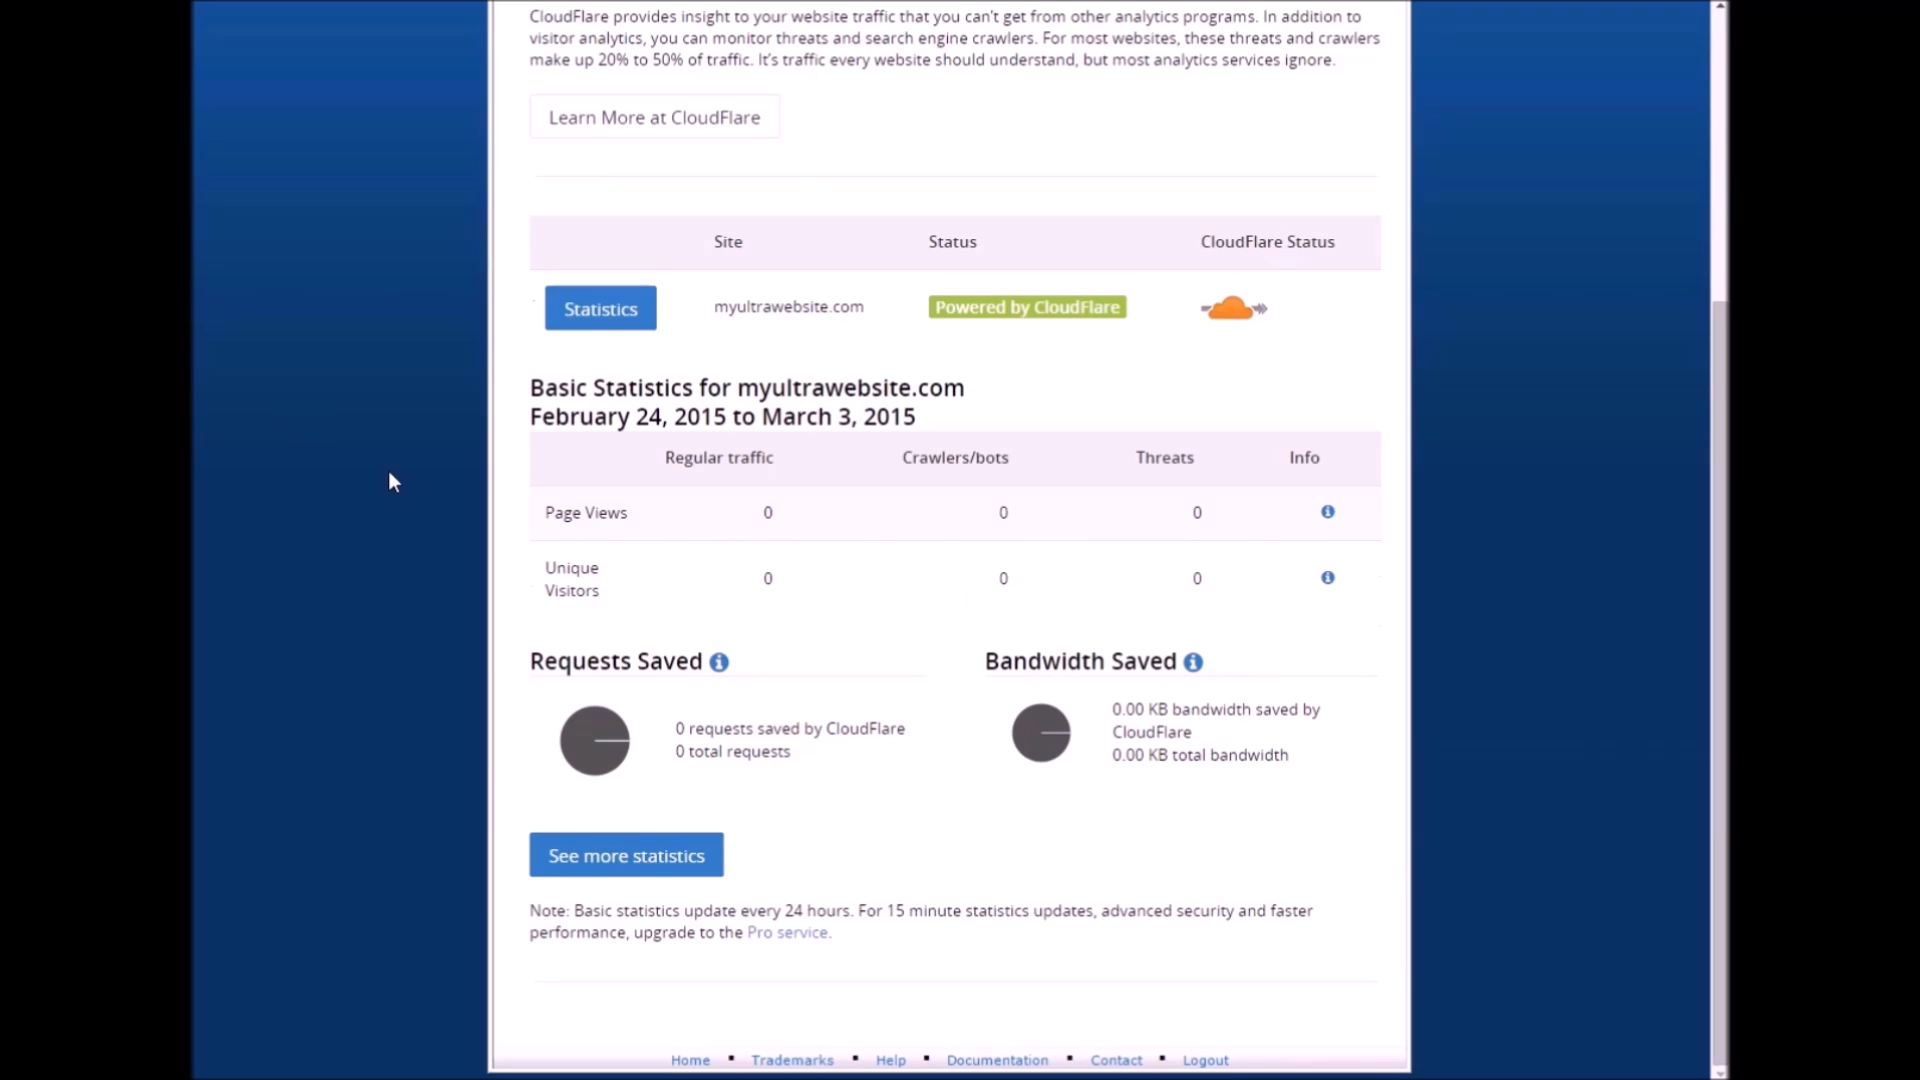 CloudFlare provides insight to your website traffic that you can't get from other analytics programs. In addition to
visitor analytics, you can monitor threats and search engine crawlers. For most websites, these threats and crawlers
make up 20% to 50% of traffic. It's traffic every website should understand, but most analytics services ignore.
Learn More at CloudFlare
Site Status CloudFlare Status
Statistics myultrawebsite.com Powered by CloudFlare
Basic Statistics for myultrawebsite.com
February 24, 2015 to March 3, 2015
Regular traffic Crawlers/bots Threats Info
Page Views 0 0 0
Unique
Visitors 0 0 0
Requests Saved
0 requests saved by CloudFlare
0 total requests
Bandwidth Saved
0.00 KB bandwidth saved by
CloudFlare
0.00 KB total bandwidth
See more statistics
Note: Basic statistics update every 24 hours. For 15 minute statistics updates, advanced security and faster
performance, upgrade to the Pro service.
Home ▪ Trademarks ▪ Help ▪ Documentation ▪ Contact ▪ Logout